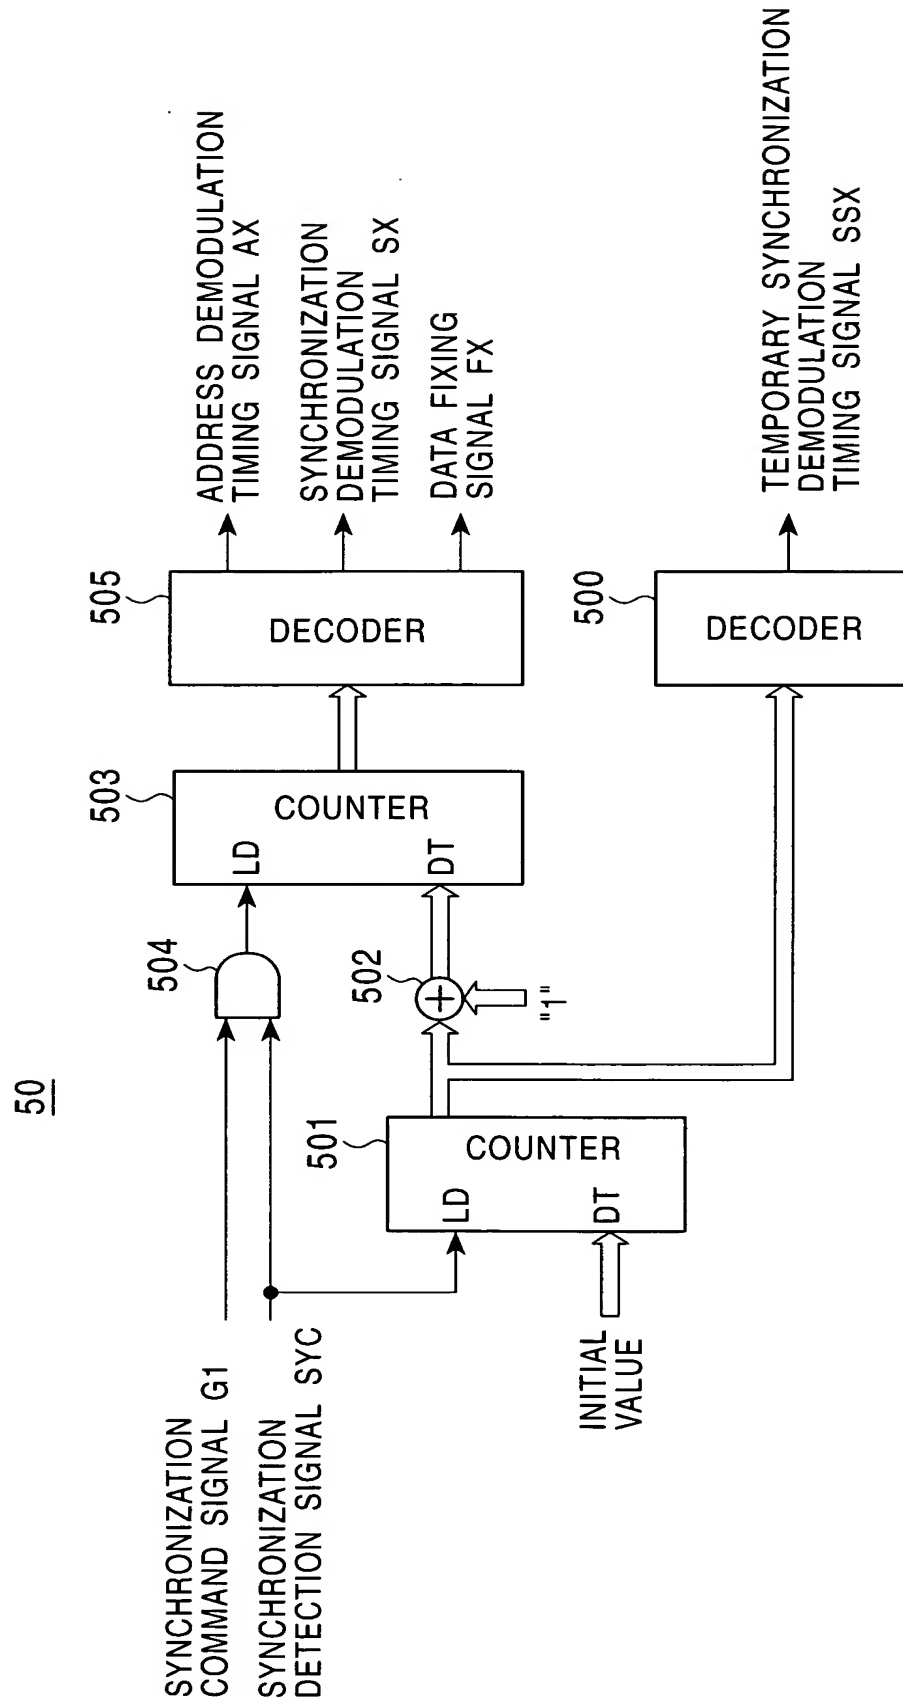 50
SYNCHRONIZATION
COMMAND SIGNAL G1
SYNCHRONIZATION
DETECTION SIGNAL SYC
504
503
505
LD
COUNTER
DT
DECODER
ADDRESS DEMODULATION
TIMING SIGNAL AX
SYNCHRONIZATION
DEMODULATION
TIMING SIGNAL SX
DATA FIXING
SIGNAL FX
502
"1"
501
LD
COUNTER
DT
INITIAL
VALUE
500
DECODER
TEMPORARY SYNCHRONIZATION
DEMODULATION
TIMING SIGNAL SSX